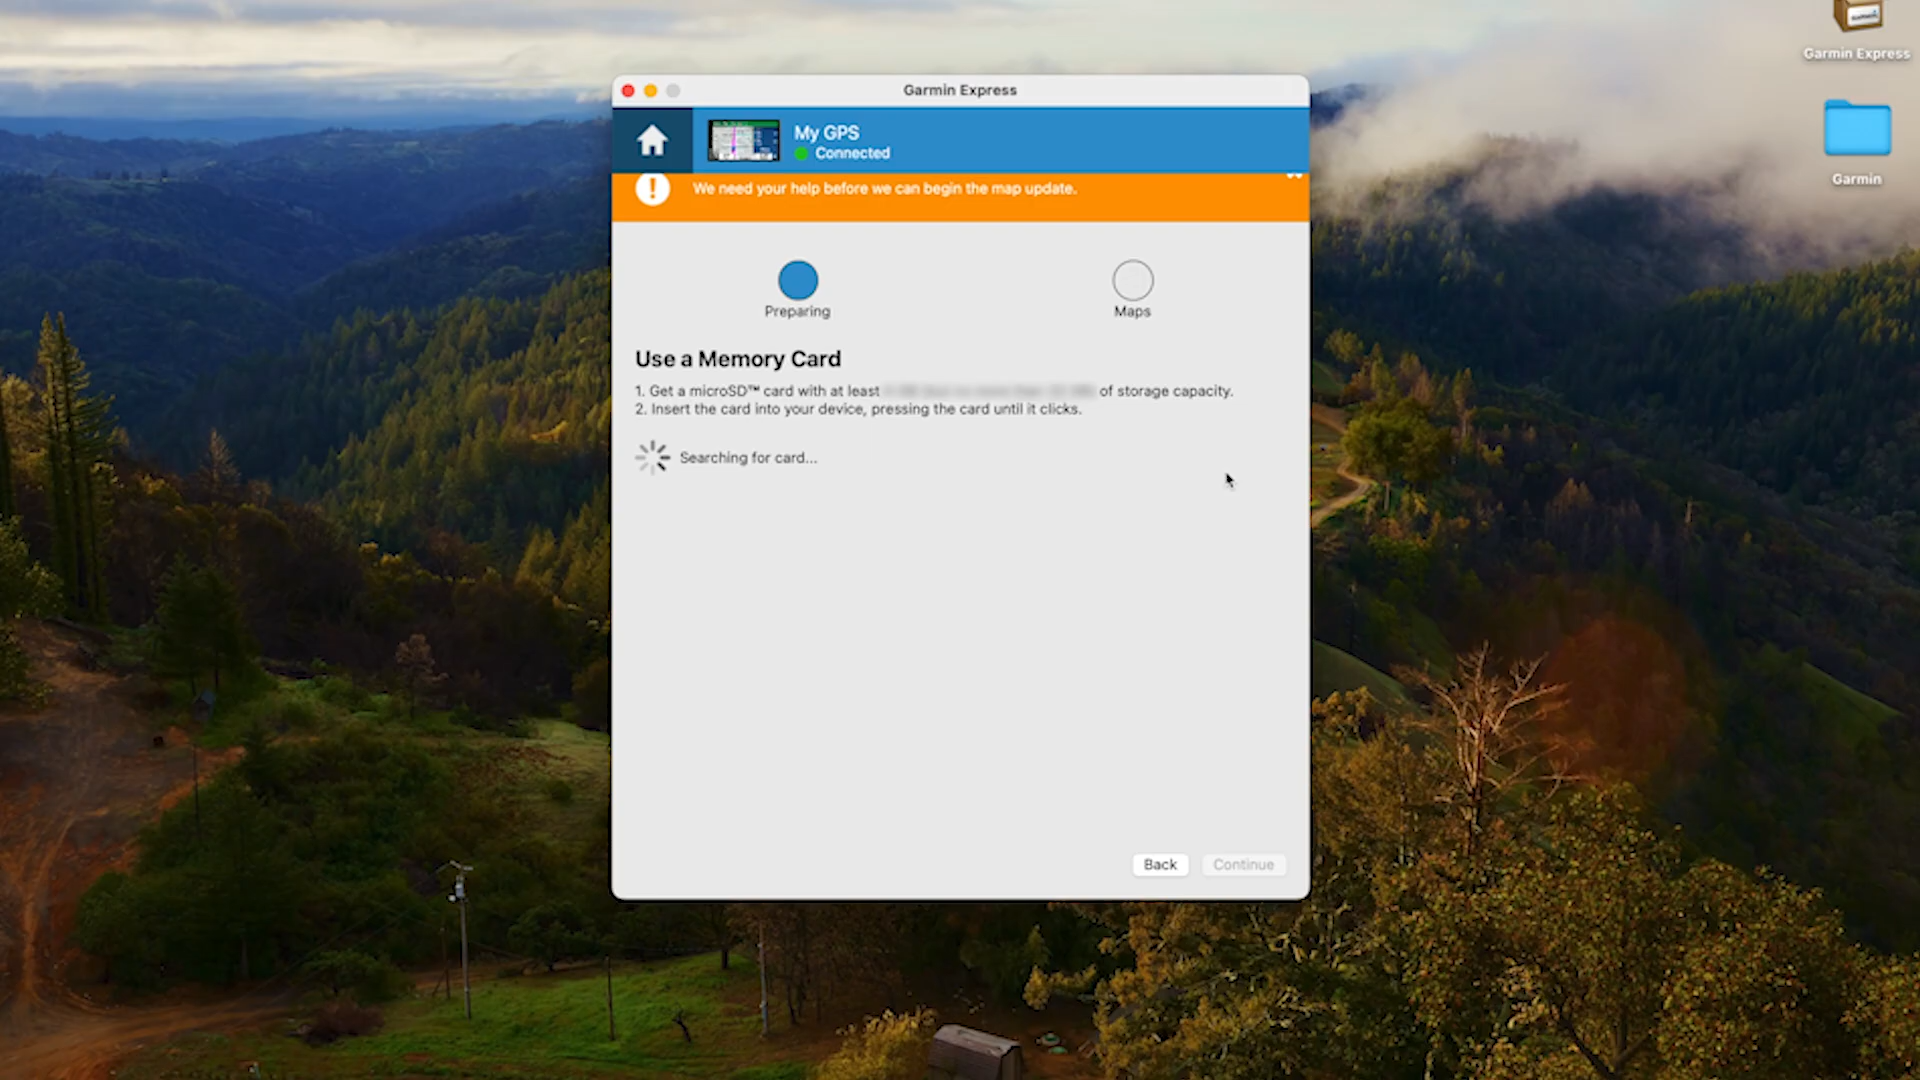 Garmin Express
Garmin
Garmin Express
My GPS
Connected
!
We need your help before we can begin the map update.
Preparing
Maps
Use a Memory Card
1. Get a microSD™ card with at least of storage capacity.
2. Insert the card into your device, pressing the card until it clicks.
Searching for card...
Back
Continue